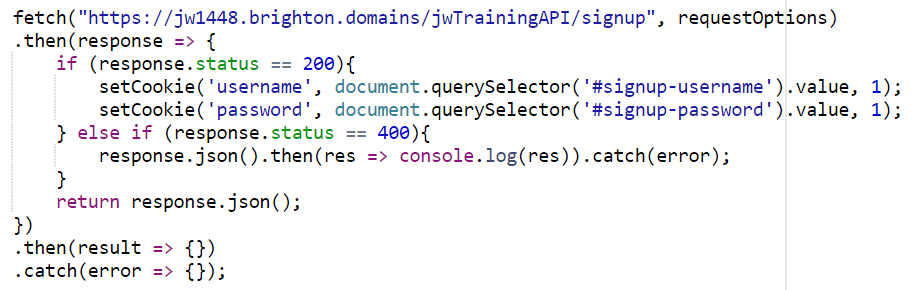 fetch("https://jw1448.brighton.domains/jwTrainingAPI/signup", requestOptions)
.then(response => {
    if (response.status == 200){
        setCookie('username', document.querySelector('#signup-username').value, 1);
        setCookie('password', document.querySelector('#signup-password').value, 1);
    } else if (response.status == 400){
        response.json().then(res => console.log(res)).catch(error);
    }
    return response.json();
})
.then(result => {})
.catch(error => {});